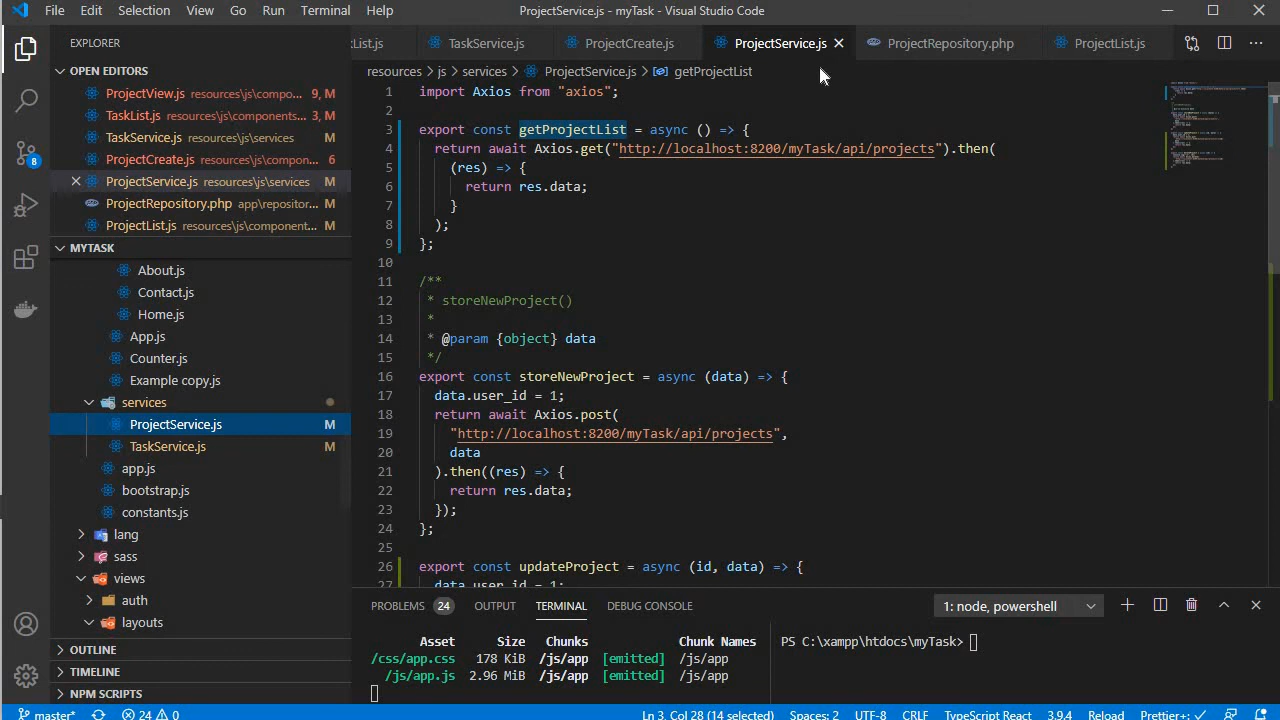 File Edit Selection View Go Run Terminal Help ProjectService.js - myTask - Visual Studio Code
EXPLORER
OPEN EDITORS
ProjectView.js resources\js\compo... 9, M
TaskList.js resources\js\components... 3, M
TaskService.js resources\js\services M
ProjectCreate.js resources\js\compon... 6
ProjectService.js resources\js\services M
ProjectRepository.php app\repositor... M
ProjectList.js resources\js\component... M
MYTASK
About.js
Contact.js
Home.js
App.js
Counter.js
Example copy.js
services
ProjectService.js M
TaskService.js M
app.js
bootstrap.js
constants.js
lang
sass
views
auth
layouts
OUTLINE
TIMELINE
NPM SCRIPTS
8
List.js TaskService.js ProjectCreate.js ProjectService.js ProjectRepository.php ProjectList.js
resources > js > services > ProjectService.js > getProjectList
1 import Axios from "axios";
2
3 export const getProjectList = async () => {
4 return await Axios.get("http://localhost:8200/myTask/api/projects").then(
5 (res) => {
6 return res.data;
7 }
8 );
9 };
10
11 /**
12 * storeNewProject()
13 *
14 * @param {object} data
15 */
16 export const storeNewProject = async (data) => {
17 data.user_id = 1;
18 return await Axios.post(
19 "http://localhost:8200/myTask/api/projects",
20 data
21 ).then((res) => {
22 return res.data;
23 });
24 };
25
26 export const updateProject = async (id, data) => {
27 data.user_id = 1;
PROBLEMS 24 OUTPUT TERMINAL DEBUG CONSOLE 1: node, powershell
Asset Size Chunks Chunk Names
/css/app.css 178 KiB /js/app [emitted] /js/app
/js/app.js 2.96 MiB /js/app [emitted] /js/app
PS C:\xampp\htdocs\myTask>
master* 24 0 Ln 3, Col 28 (14 selected) Spaces: 2 UTF-8 CRLF TypeScript React 3.9.4 Reload Prettier+